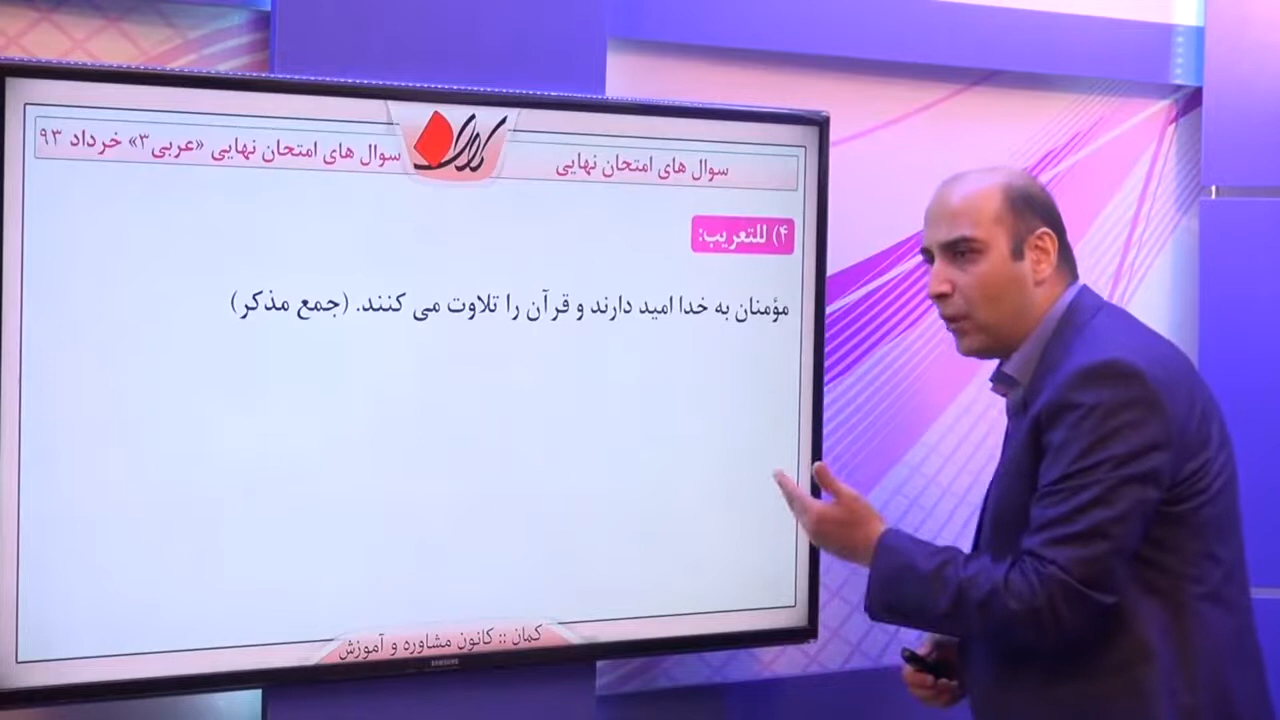 سوال های امتحان نهایی
سوال های امتحان نهایی «عربی۳» خرداد ۹۳
۴) للتعریب:
مؤمنان به خدا امید دارند و قرآن را تلاوت می کنند. (جمع مذکر)
کمان :: کانون مشاوره و آموزش
SAMSUNG